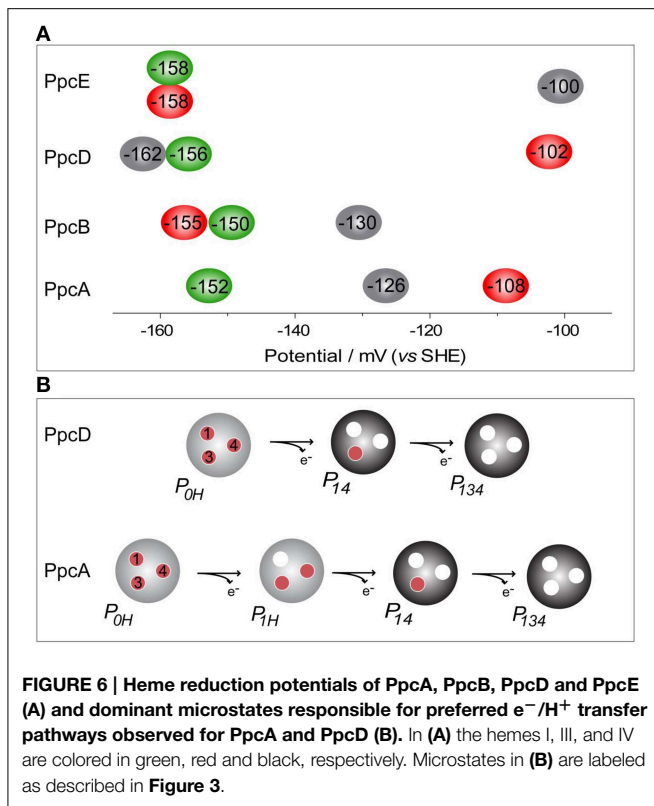 A
PpcE
-158
-158
-100
PpcD
-162
-156
-102
PpcB
-155
-150
-130
PpcA
-152
-126
-108
-160
-140
-120
-100
Potential / mV (vs SHE)
B
PpcD
1
4
3
e-
e-
P0H
P14
P134
PpcA
1
4
3
e-
e-
e-
P0H
P1H
P14
P134
FIGURE 6 | Heme reduction potentials of PpcA, PpcB, PpcD and PpcE
(A) and dominant microstates responsible for preferred e−/H+ transfer
pathways observed for PpcA and PpcD (B). In (A) the hemes I, III, and IV
are colored in green, red and black, respectively. Microstates in (B) are labeled
as described in Figure 3.